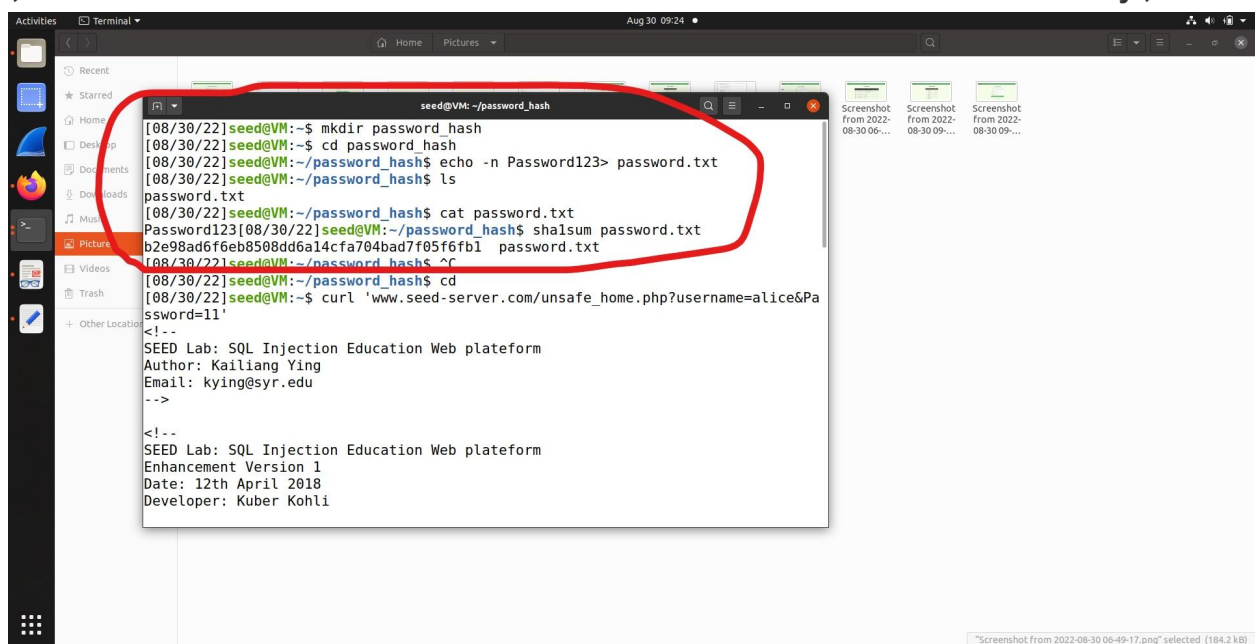 Activities
Terminal
Aug 30 09:24
Home Pictures
Recent
Starred
Home
Desktop
Documents
Downloads
Music
Pictures
Videos
Trash
+ Other Locations
seed@VM: ~/password_hash
[08/30/22]seed@VM:~$ mkdir password_hash
[08/30/22]seed@VM:~$ cd password_hash
[08/30/22]seed@VM:~/password_hash$ echo -n Password123> password.txt
[08/30/22]seed@VM:~/password_hash$ ls
password.txt
[08/30/22]seed@VM:~/password_hash$ cat password.txt
Password123[08/30/22]seed@VM:~/password_hash$ sha1sum password.txt
b2e98ad6f6eb8508dd6a14cfa704bad7f05f6fb1  password.txt
[08/30/22]seed@VM:~/password_hash$ ^C
[08/30/22]seed@VM:~/password_hash$ cd
[08/30/22]seed@VM:~$ curl 'www.seed-server.com/unsafe_home.php?username=alice&Pa
ssword=11'
<!--
SEED Lab: SQL Injection Education Web plateform
Author: Kailiang Ying
Email: kying@syr.edu
-->
<!--
SEED Lab: SQL Injection Education Web plateform
Enhancement Version 1
Date: 12th April 2018
Developer: Kuber Kohli
Screenshot
from 2022-
08-30 06-...
Screenshot
from 2022-
08-30 09-...
Screenshot
from 2022-
08-30 09-...
"Screenshot from 2022-08-30 06-49-17.png" selected (184.2 kB)